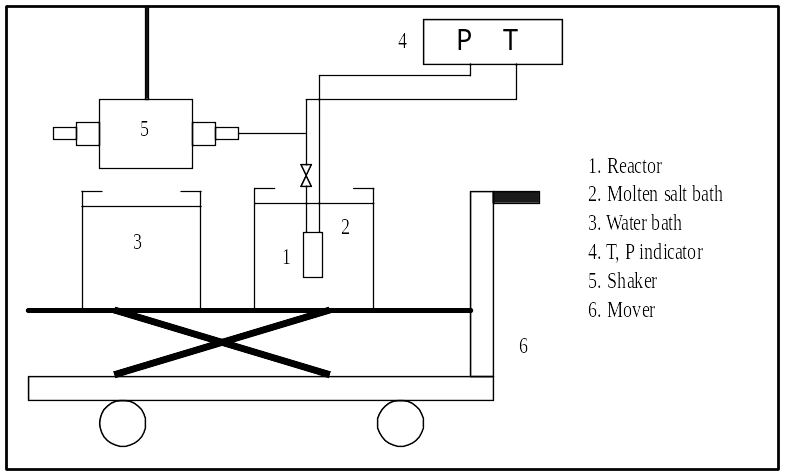 4
P T
5
1. Reactor
2. Molten salt bath
3. Water bath
4. T, P indicator
5. Shaker
6. Mover
3
2
1
6